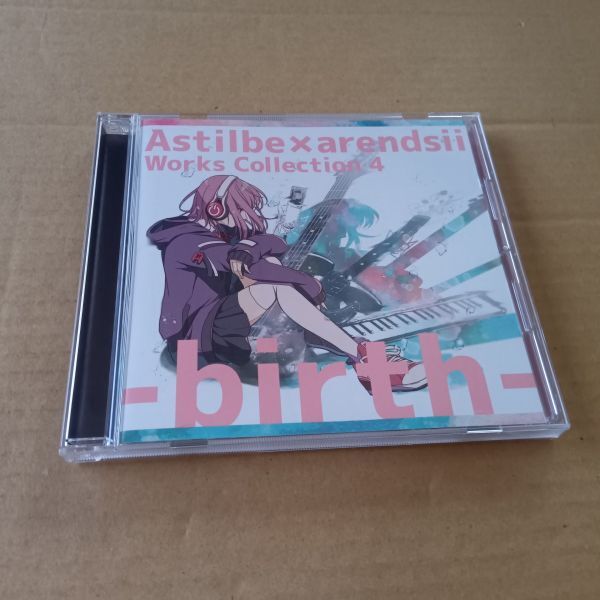 Astilbe×arendsii
Works Collection 4
-birth-